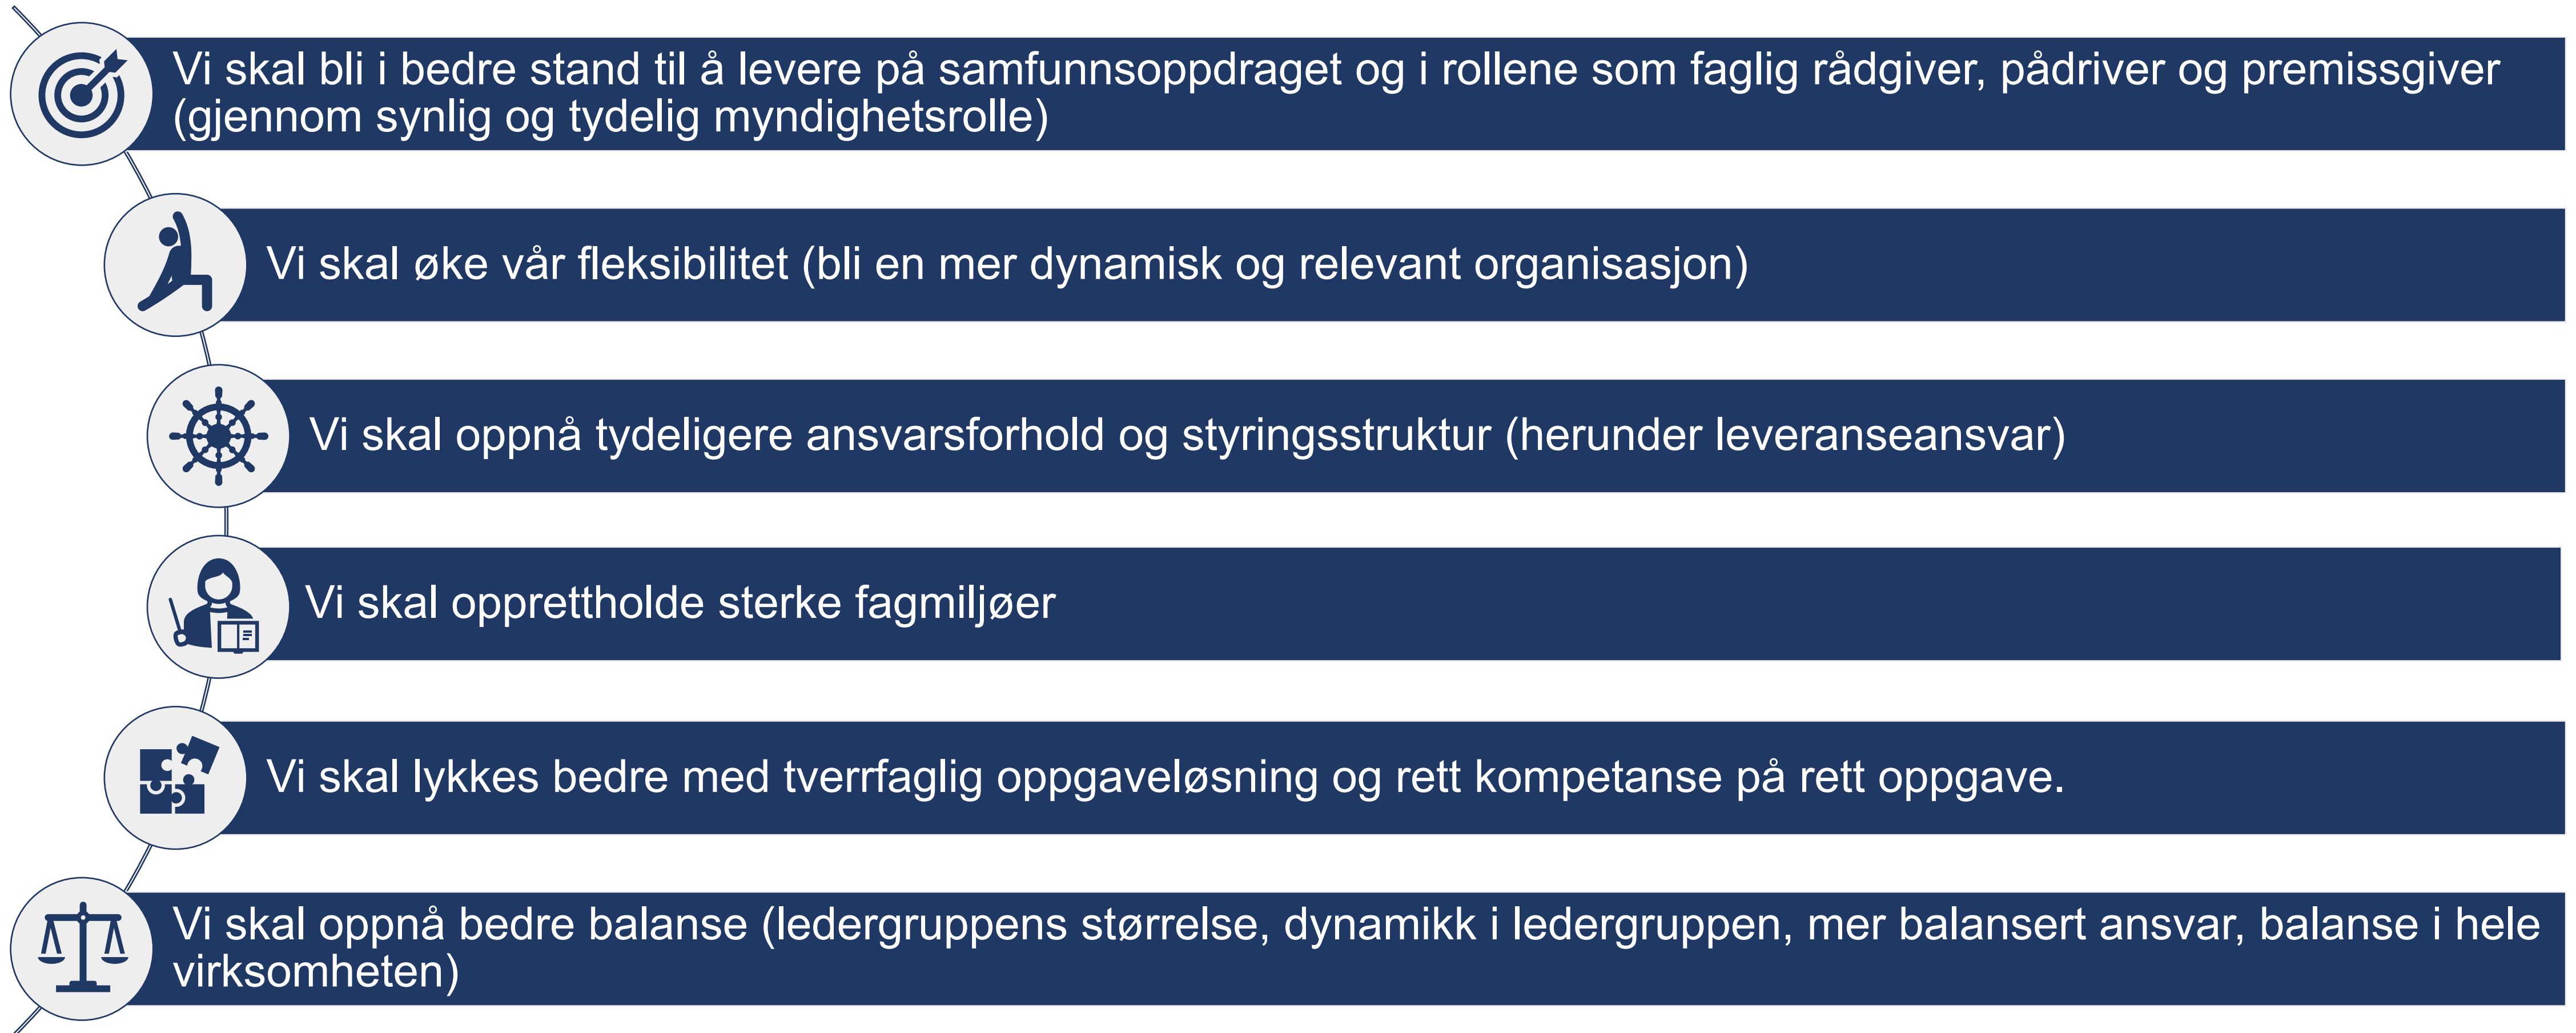 Vi skal bli i bedre stand til å levere på samfunnsoppdraget og i rollene som faglig rådgiver, pådriver og premissgiver
(gjennom synlig og tydelig myndighetsrolle)
Vi skal øke vår fleksibilitet (bli en mer dynamisk og relevant organisasjon)
Vi skal oppnå tydeligere ansvarsforhold og styringsstruktur (herunder leveranseansvar)
Vi skal opprettholde sterke fagmiljøer
Vi skal lykkes bedre med tverrfaglig oppgaveløsning og rett kompetanse på rett oppgave.
Vi skal oppnå bedre balanse (ledergruppens størrelse, dynamikk i ledergruppen, mer balansert ansvar, balanse i hele
virksomheten)